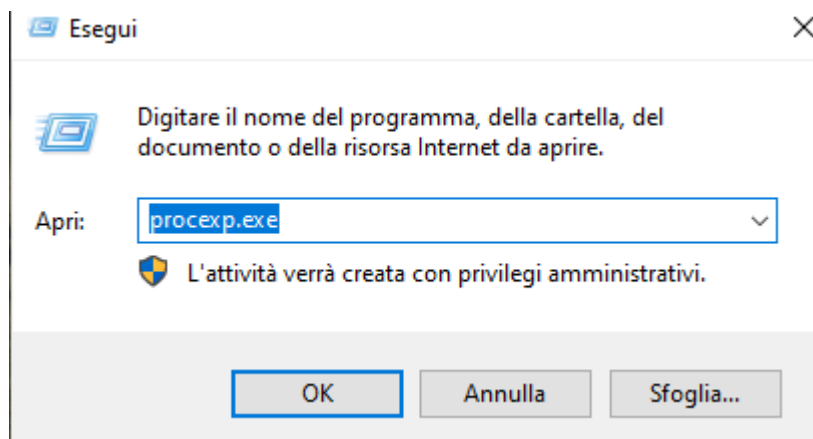 Esegui
Digitare il nome del programma, della cartella, del
documento o della risorsa Internet da aprire.
Apri: procexp.exe
L'attività verrà creata con privilegi amministrativi.
OK Annulla Sfoglia...